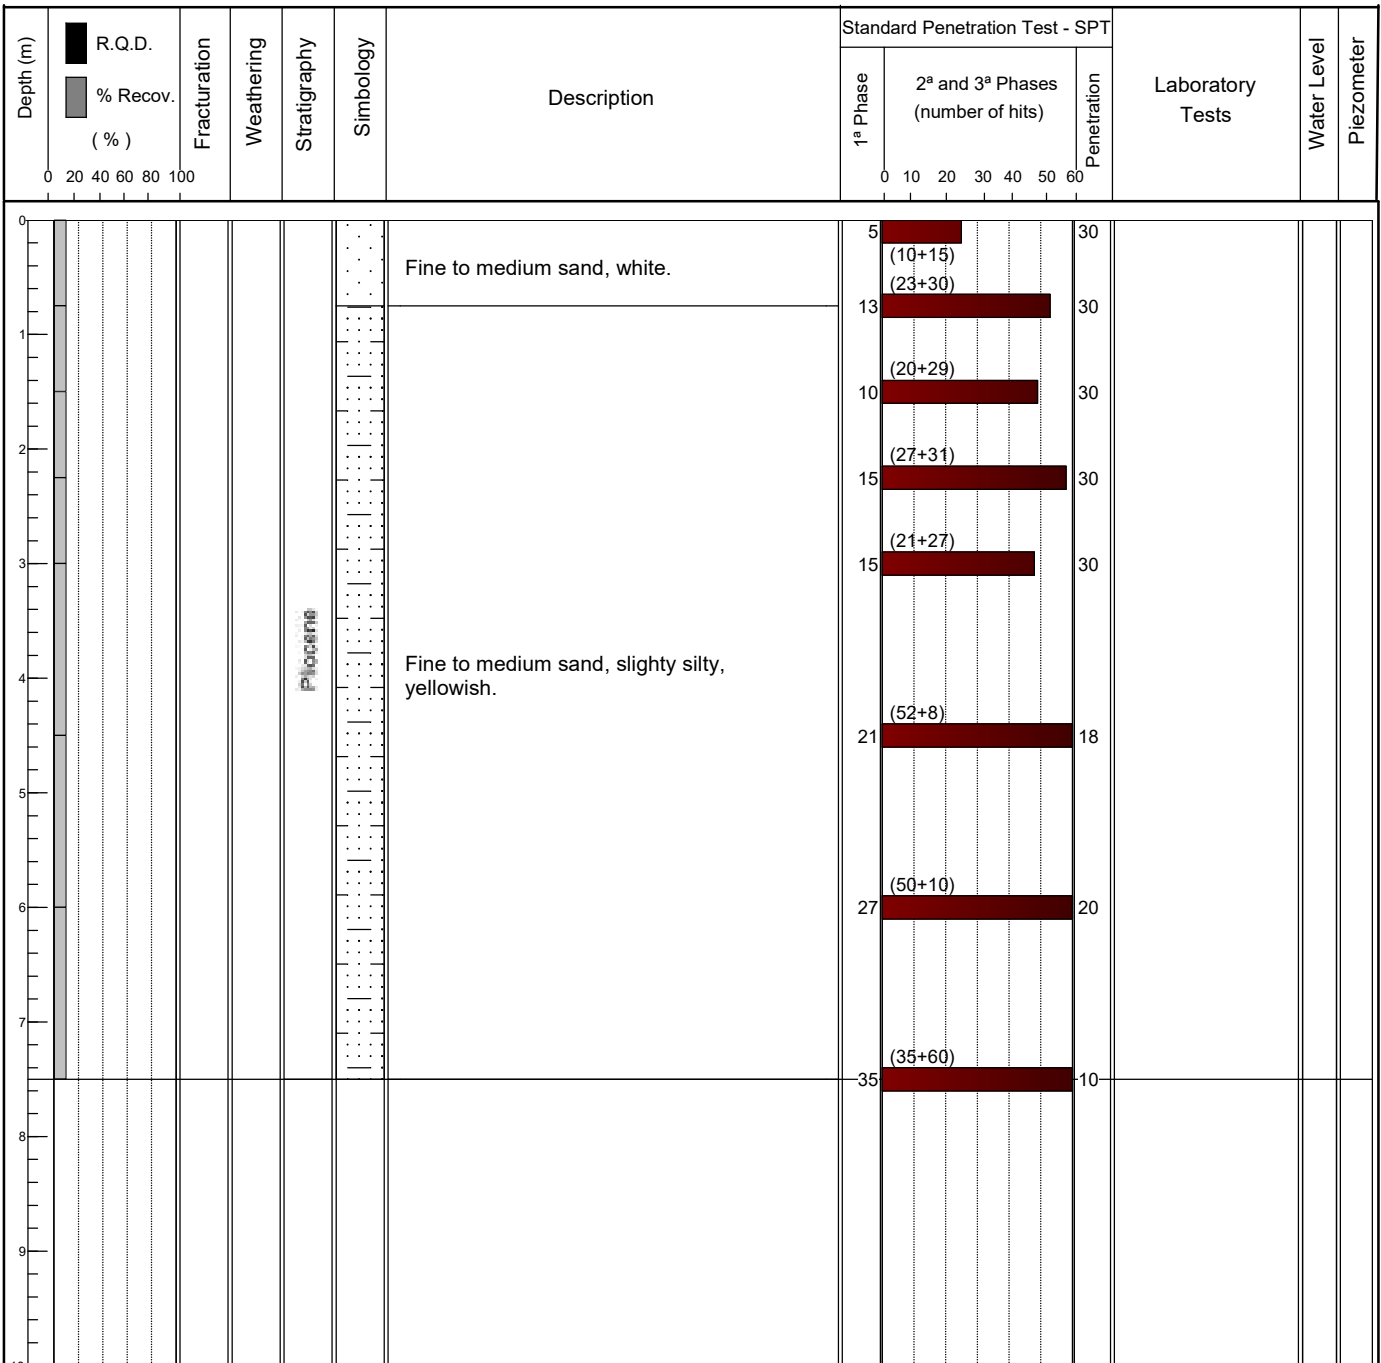 Depth (m)
R.Q.D.
% Recov.
( % )
0 20 40 60 80 100
Fracturation
Weathering
Stratigraphy
Simbology
Description
Standard Penetration Test - SPT
1ª Phase
2ª and 3ª Phases
(number of hits)
0 10 20 30 40 50 60
Penetration
Laboratory
Tests
Water Level
Piezometer
0
5
(10+15)
30
Fine to medium sand, white.
(23+30)
13
30
1
(20+29)
10
30
2
(27+31)
15
30
(21+27)
3
15
30
Pliocene
Fine to medium sand, slighty silty,
yellowish.
4
(52+8)
21
18
5
(50+10)
6
27
20
7
(35+60)
35
10
8
9